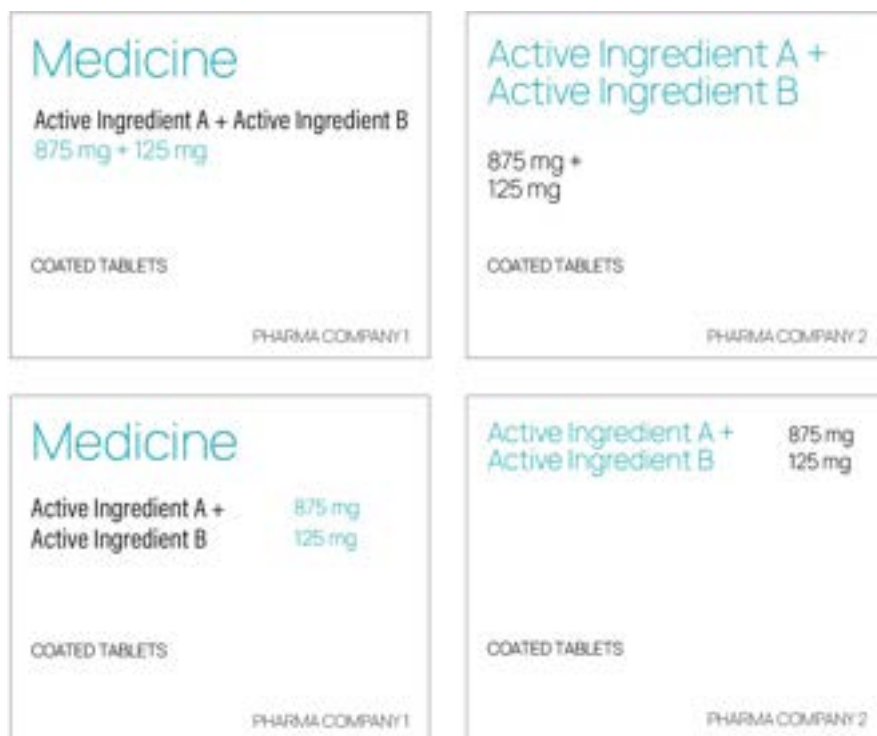 Medicine
Active Ingredient A + Active Ingredient B
875 mg + 125 mg
COATED TABLETS
PHARMA COMPANY 1
Active Ingredient A +
Active Ingredient B
875 mg +
125 mg
COATED TABLETS
PHARMA COMPANY 2
Medicine
Active Ingredient A + 875 mg
Active Ingredient B 125 mg
COATED TABLETS
PHARMA COMPANY 1
Active Ingredient A + 875 mg
Active Ingredient B 125 mg
COATED TABLETS
PHARMA COMPANY 2